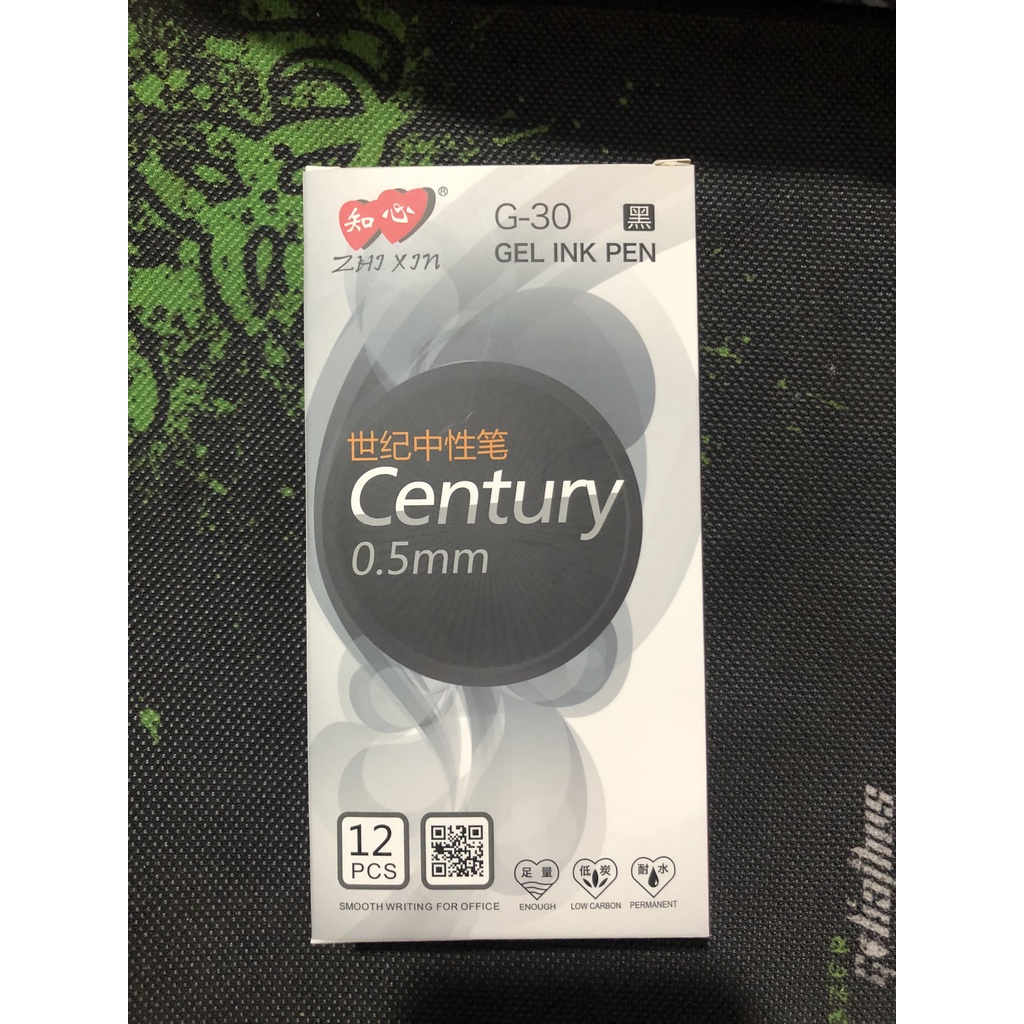 知心®
ZHI XIN
G-30 黑
GEL INK PEN
世纪中性笔
Century
0.5mm
12
PCS
足量
ENOUGH
低炭
LOW CARBON
耐水
PERMANENT
SMOOTH WRITING FOR OFFICE